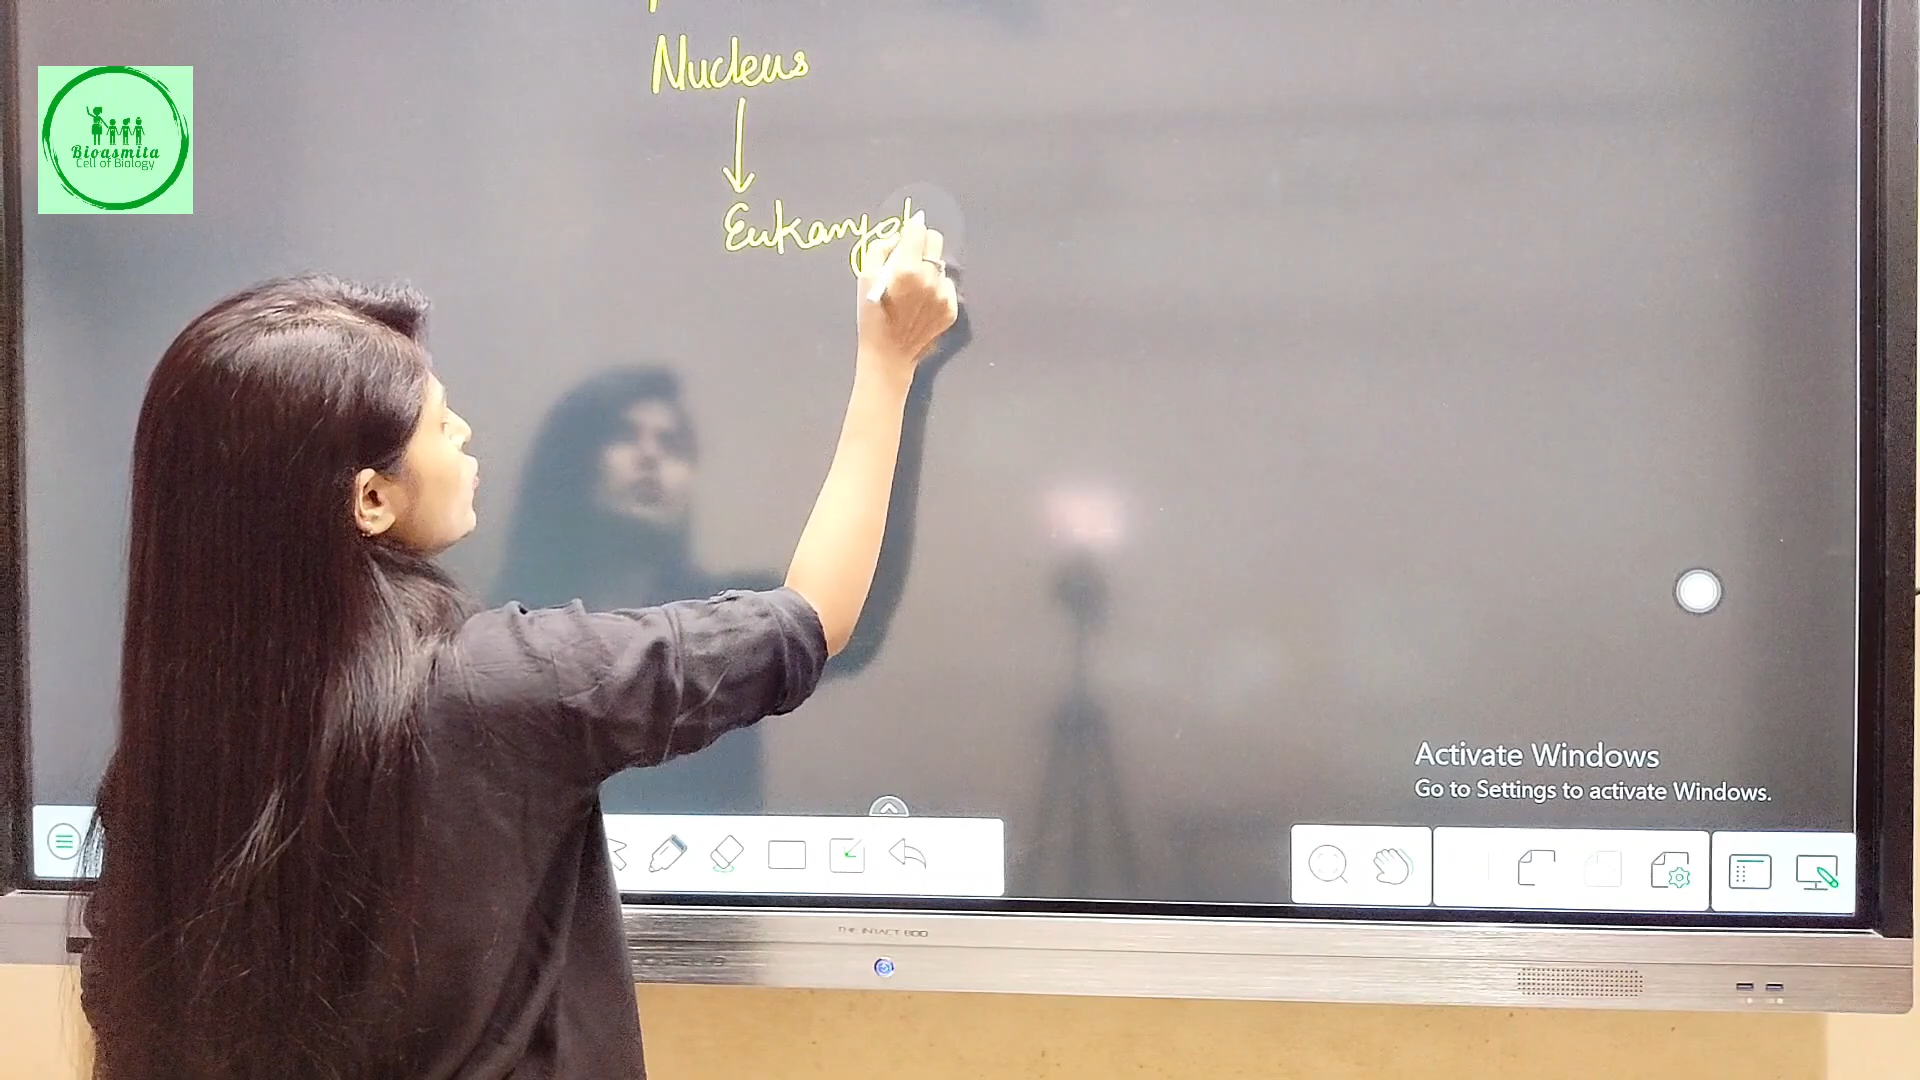 Nucleus
Bioasmita
Cell of Biology
Activate Windows
Go to Settings to activate Windows.